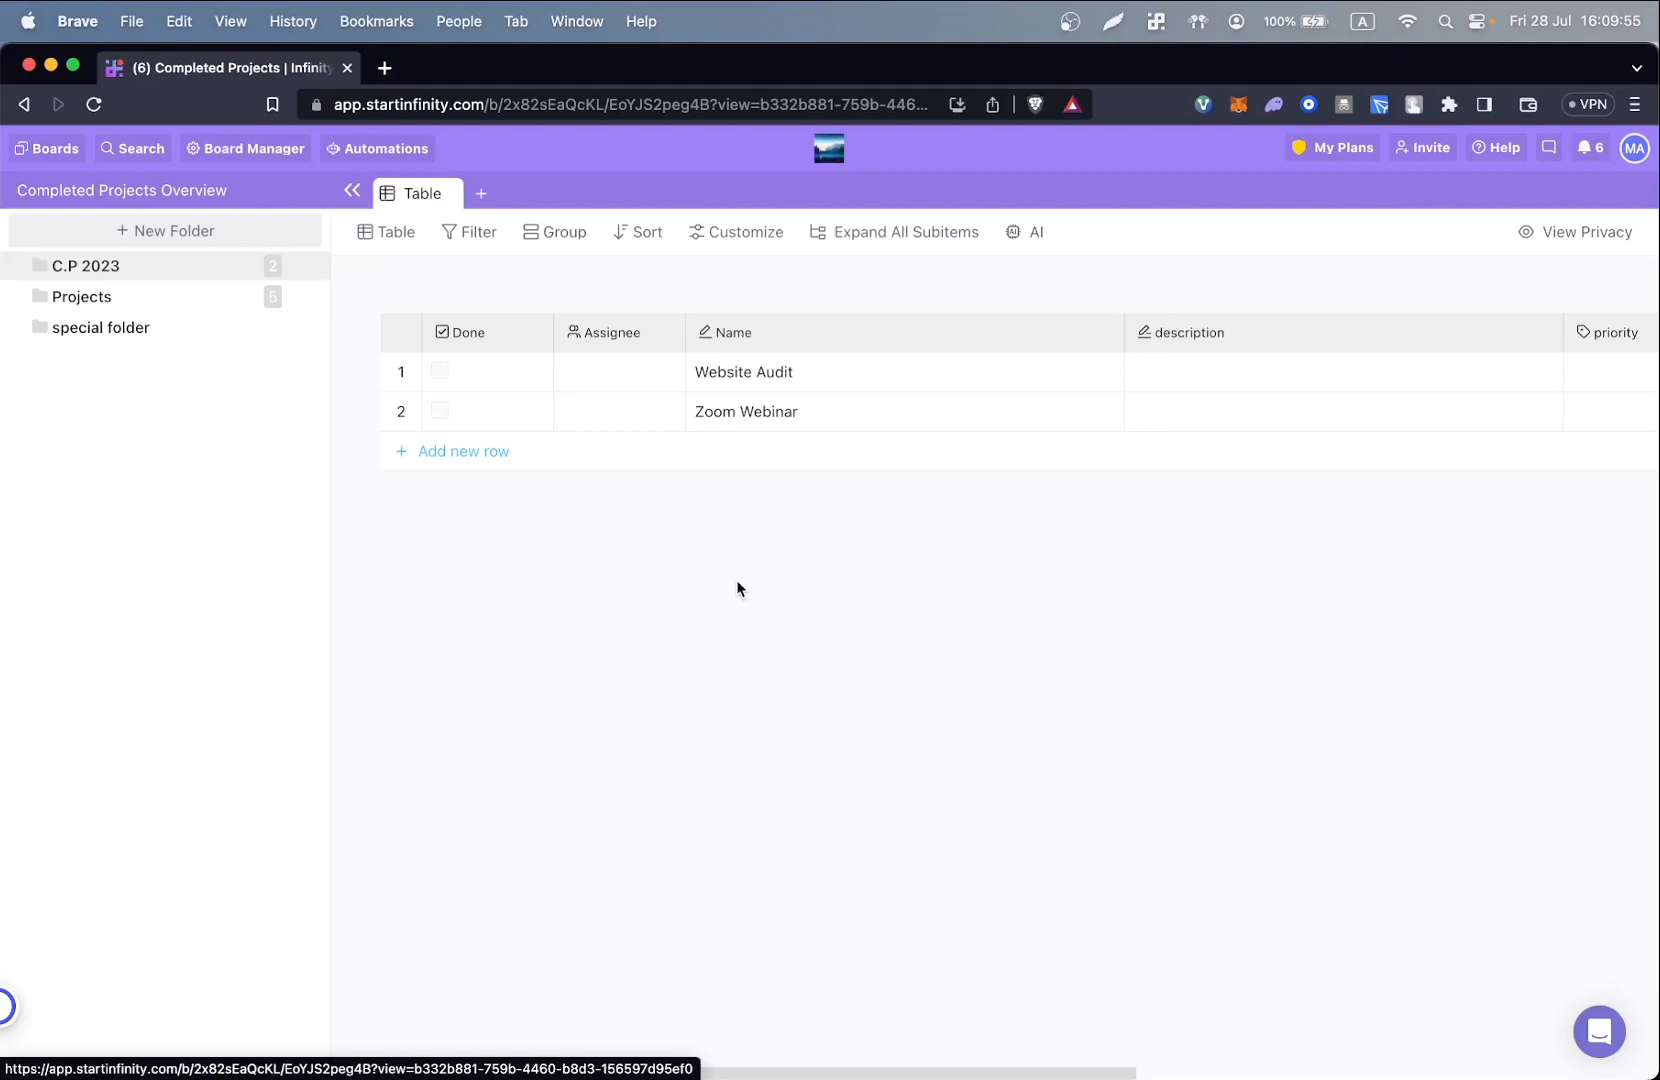 Brave File Edit View History Bookmarks People Tab Window Help 100% A Fri 28 Jul 16:09:55
(6) Completed Projects | Infinity
app.startinfinity.com/b/2x82sEaQcKL/EoYJS2peg4B?view=b332b881-759b-446... VPN
Boards Search Board Manager Automations My Plans Invite Help 6 MA
Completed Projects Overview Table
+ New Folder Table Filter Group Sort Customize Expand All Subitems AI View Privacy
C.P 2023 2
Projects 5
special folder
Done Assignee Name description priority
1 Website Audit
2 Zoom Webinar
+ Add new row
https://app.startinfinity.com/b/2x82sEaQcKL/EoYJS2peg4B?view=b332b881-759b-4460-b8d3-156597d95ef0